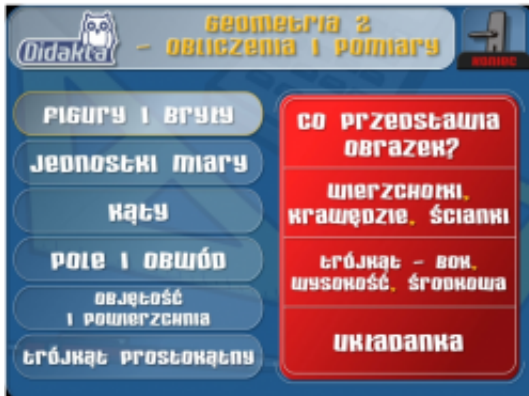 Didakta
Geometria 2
- obliczenia i pomiary
KONIEC
Figury i bryły
Jednostki miary
Kąty
Pole i obwód
Objętość
i powierzchnia
Trójkąt prostokątny
Co przedstawia
obrazek?
Wierzchołki,
krawędzie, ścianki
Trójkąt - bok,
wysokość, środkowa
Układanka